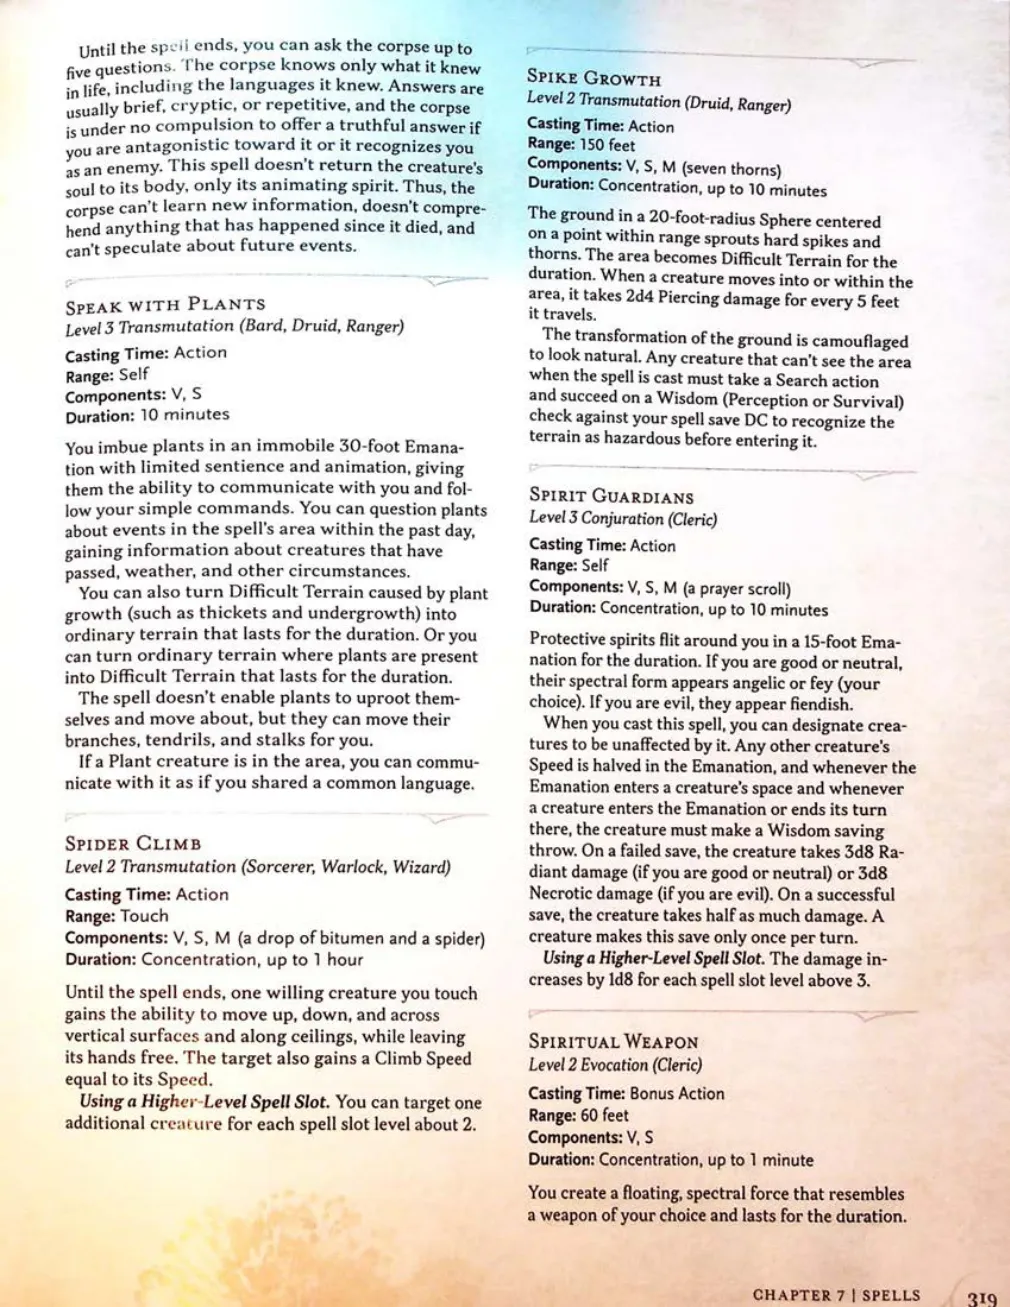 Until the spell ends, you can ask the corpse up to
five questions. The corpse knows only what it knew
in life, including the languages it knew. Answers are
usually brief, cryptic, or repetitive, and the corpse
is under no compulsion to offer a truthful answer if
you are antagonistic toward it or it recognizes you
as an enemy. This spell doesn't return the creature's
soul to its body, only its animating spirit. Thus, the
corpse can't learn new information, doesn't compre-
hend anything that has happened since it died, and
can't speculate about future events.
SPEAK WITH PLANTS
Level 3 Transmutation (Bard, Druid, Ranger)
Casting Time: Action
Range: Self
Components: V, S
Duration: 10 minutes
You imbue plants in an immobile 30-foot Emana-
tion with limited sentience and animation, giving
them the ability to communicate with you and fol-
low your simple commands. You can question plants
about events in the spell's area within the past day,
gaining information about creatures that have
passed, weather, and other circumstances.
You can also turn Difficult Terrain caused by plant
growth (such as thickets and undergrowth) into
ordinary terrain that lasts for the duration. Or you
can turn ordinary terrain where plants are present
into Difficult Terrain that lasts for the duration.
The spell doesn't enable plants to uproot them-
selves and move about, but they can move their
branches, tendrils, and stalks for you.
If a Plant creature is in the area, you can commu-
nicate with it as if you shared a common language.
SPIDER CLIMB
Level 2 Transmutation (Sorcerer, Warlock, Wizard)
Casting Time: Action
Range: Touch
Components: V, S, M (a drop of bitumen and a spider)
Duration: Concentration, up to 1 hour
Until the spell ends, one willing creature you touch
gains the ability to move up, down, and across
vertical surfaces and along ceilings, while leaving
its hands free. The target also gains a Climb Speed
equal to its Speed.
Using a Higher-Level Spell Slot. You can target one
additional creature for each spell slot level about 2.
SPIKE GROWTH
Level 2 Transmutation (Druid, Ranger)
Casting Time: Action
Range: 150 feet
Components: V, S, M (seven thorns)
Duration: Concentration, up to 10 minutes
The ground in a 20-foot-radius Sphere centered
on a point within range sprouts hard spikes and
thorns. The area becomes Difficult Terrain for the
duration. When a creature moves into or within the
area, it takes 2d4 Piercing damage for every 5 feet
it travels.
The transformation of the ground is camouflaged
to look natural. Any creature that can't see the area
when the spell is cast must take a Search action
and succeed on a Wisdom (Perception or Survival)
check against your spell save DC to recognize the
terrain as hazardous before entering it.
SPIRIT GUARDIANS
Level 3 Conjuration (Cleric)
Casting Time: Action
Range: Self
Components: V, S, M (a prayer scroll)
Duration: Concentration, up to 10 minutes
Protective spirits flit around you in a 15-foot Ema-
nation for the duration. If you are good or neutral,
their spectral form appears angelic or fey (your
choice). If you are evil, they appear fiendish.
When you cast this spell, you can designate crea-
tures to be unaffected by it. Any other creature's
Speed is halved in the Emanation, and whenever the
Emanation enters a creature's space and whenever
a creature enters the Emanation or ends its turn
there, the creature must make a Wisdom saving
throw. On a failed save, the creature takes 3d8 Ra-
diant damage (if you are good or neutral) or 3d8
Necrotic damage (if you are evil). On a successful
save, the creature takes half as much damage. A
creature makes this save only once per turn.
Using a Higher-Level Spell Slot. The damage in-
creases by 1d8 for each spell slot level above 3.
SPIRITUAL WEAPON
Level 2 Evocation (Cleric)
Casting Time: Bonus Action
Range: 60 feet
Components: V, S
Duration: Concentration, up to 1 minute
You create a floating, spectral force that resembles
a weapon of your choice and lasts for the duration.
CHAPTER 7 | SPELLS 319